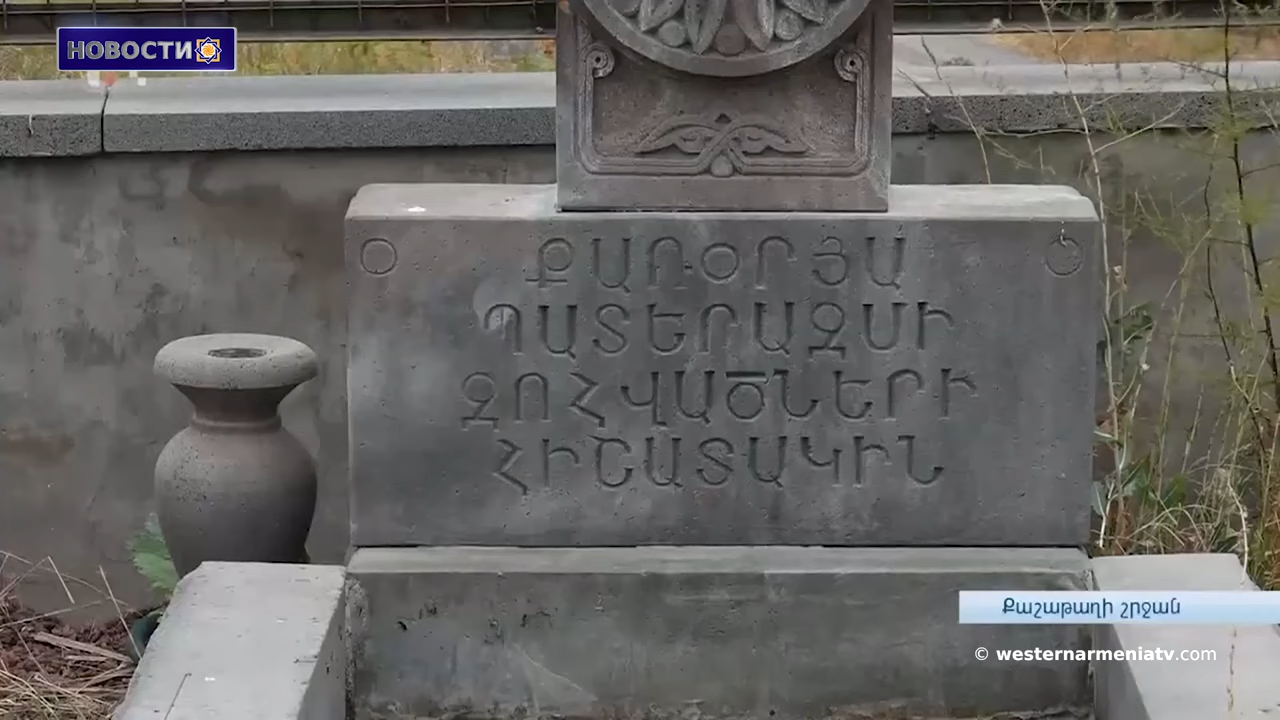 НОВОСТИ
ՔԱՌՕՐՅԱ
ՊԱՏԵՐԱԶՄԻ
ԶՈՀՎԱԾՆԵՐԻ
ՀԻՇԱՏԱԿԻՆ
Քաշաթաղի շրջան
© westernarmeniatv.com